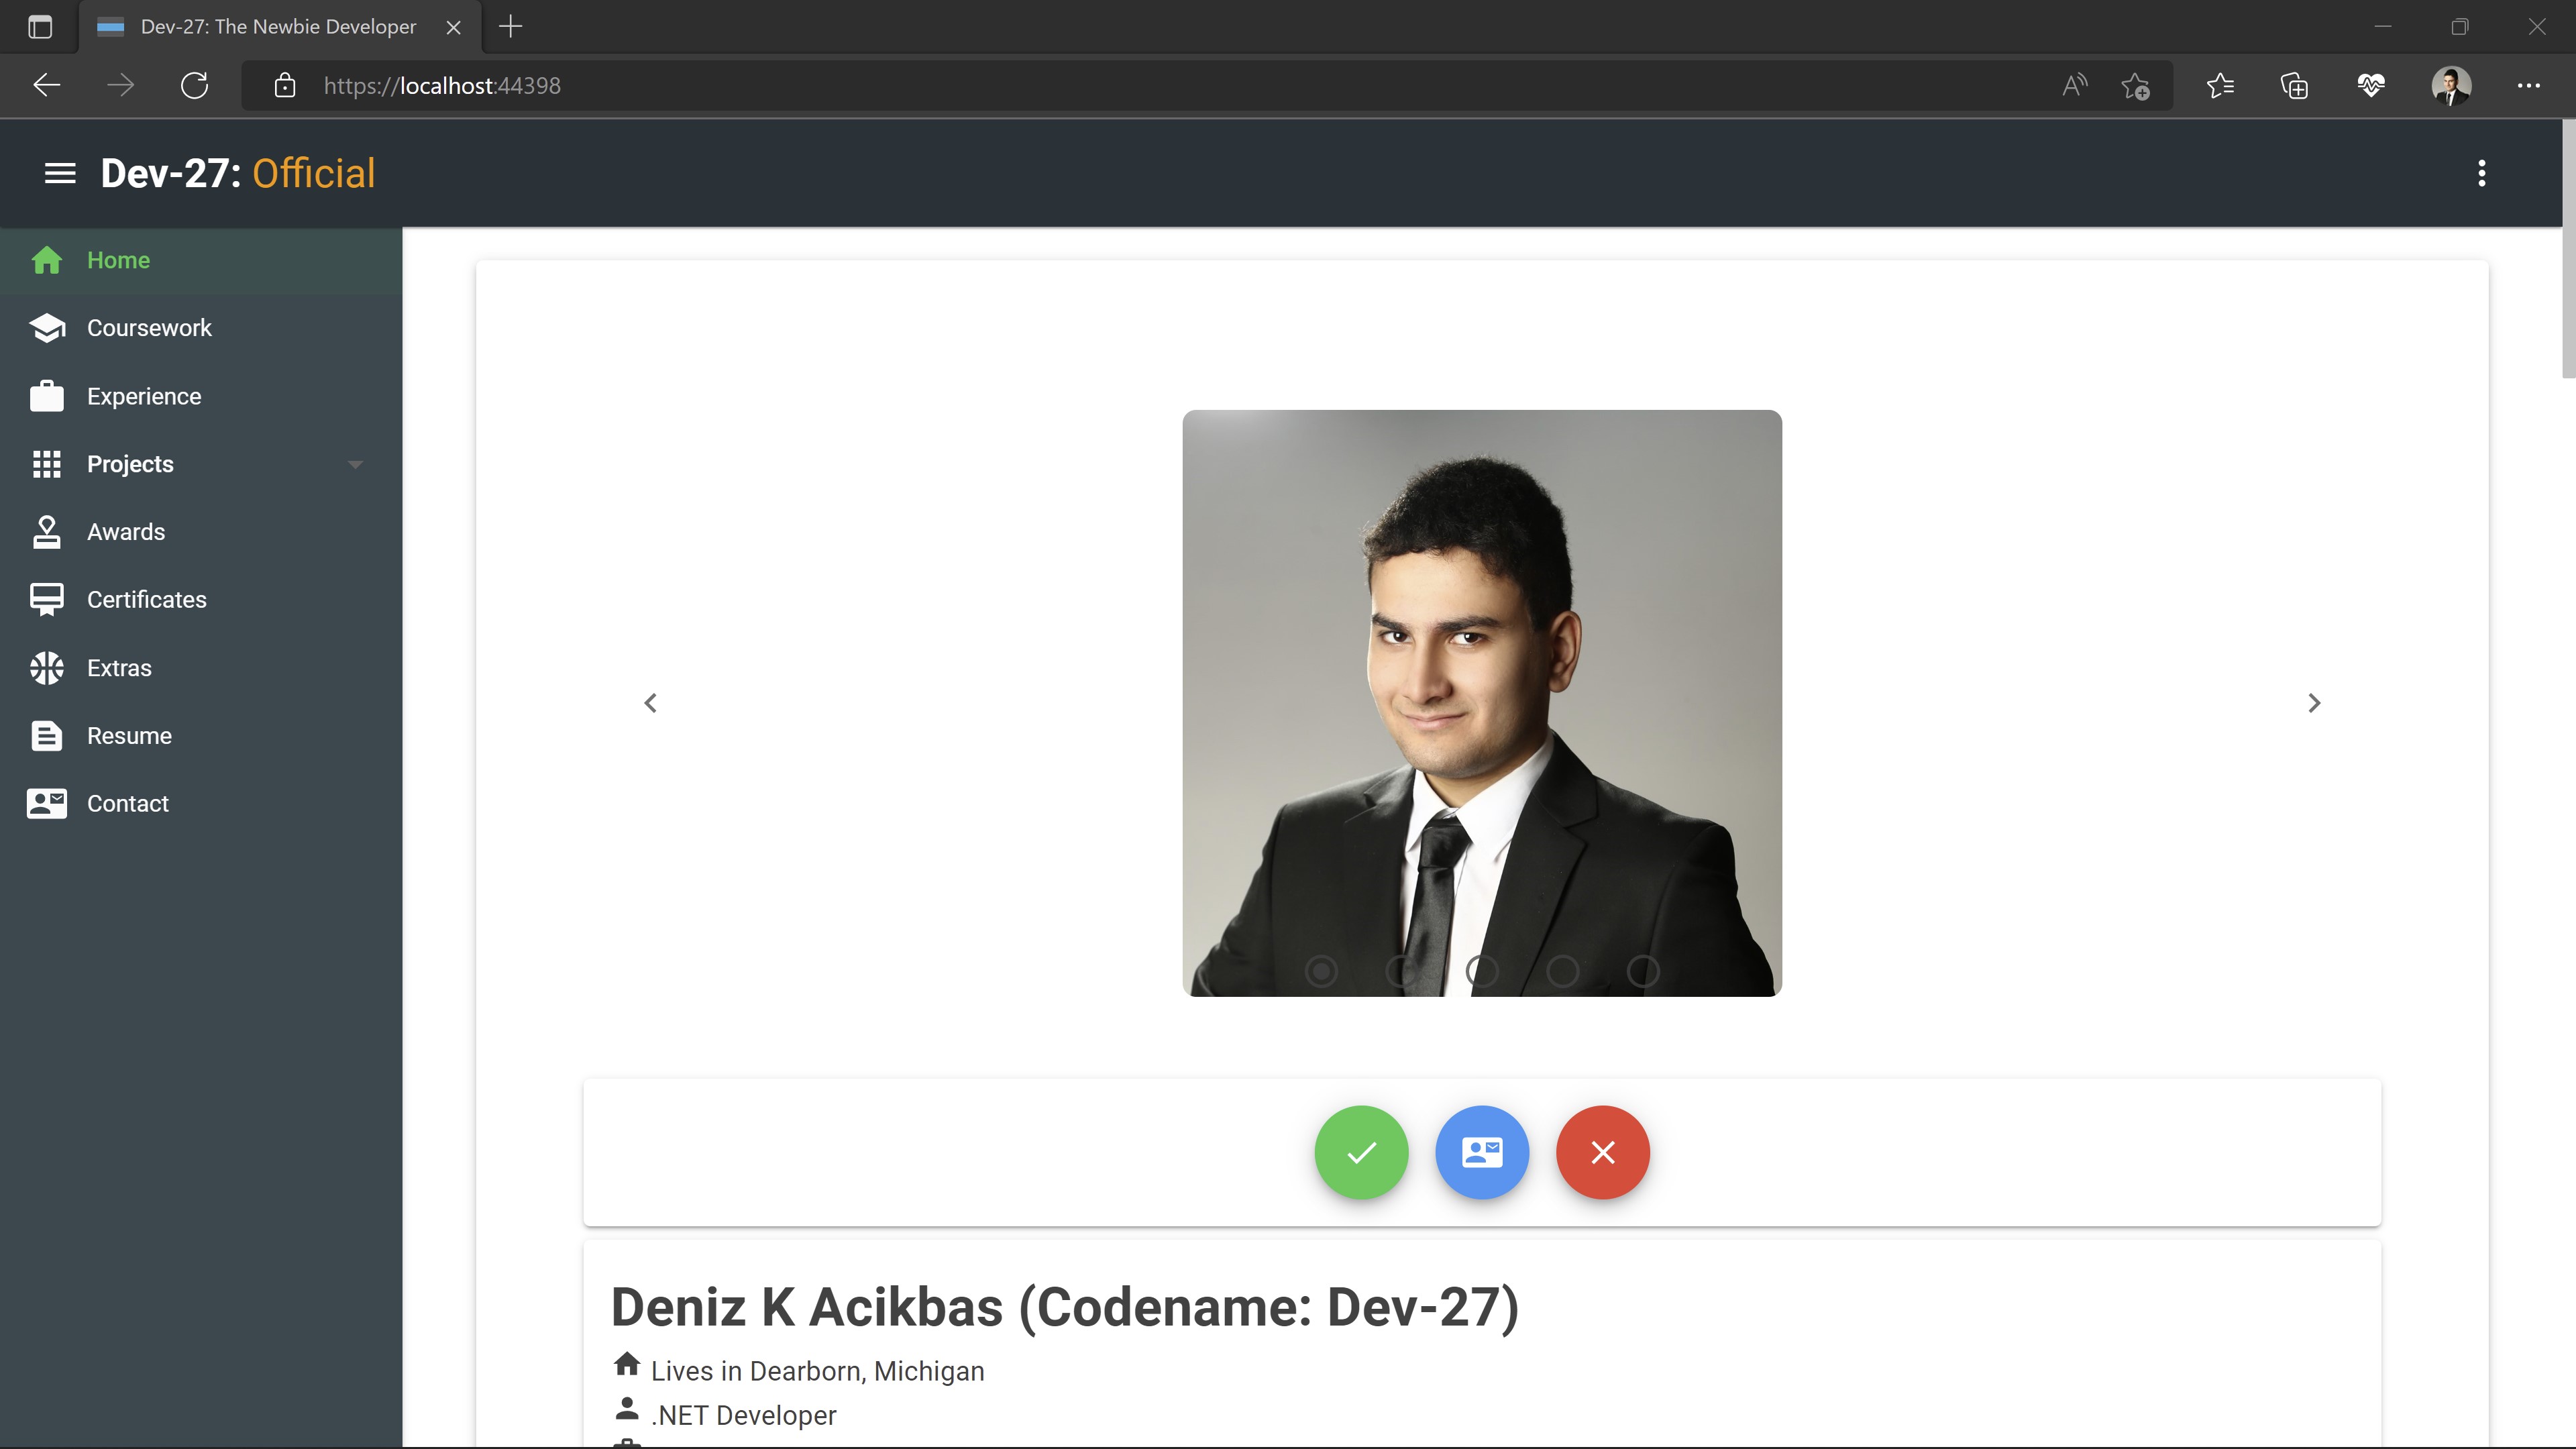 Dev-27: The Newbie Developer
https://localhost:44398
Dev-27: Official
Home
Coursework
Experience
Projects
Awards
Certificates
Extras
Resume
Contact
Deniz K Acikbas (Codename: Dev-27)
Lives in Dearborn, Michigan
.NET Developer